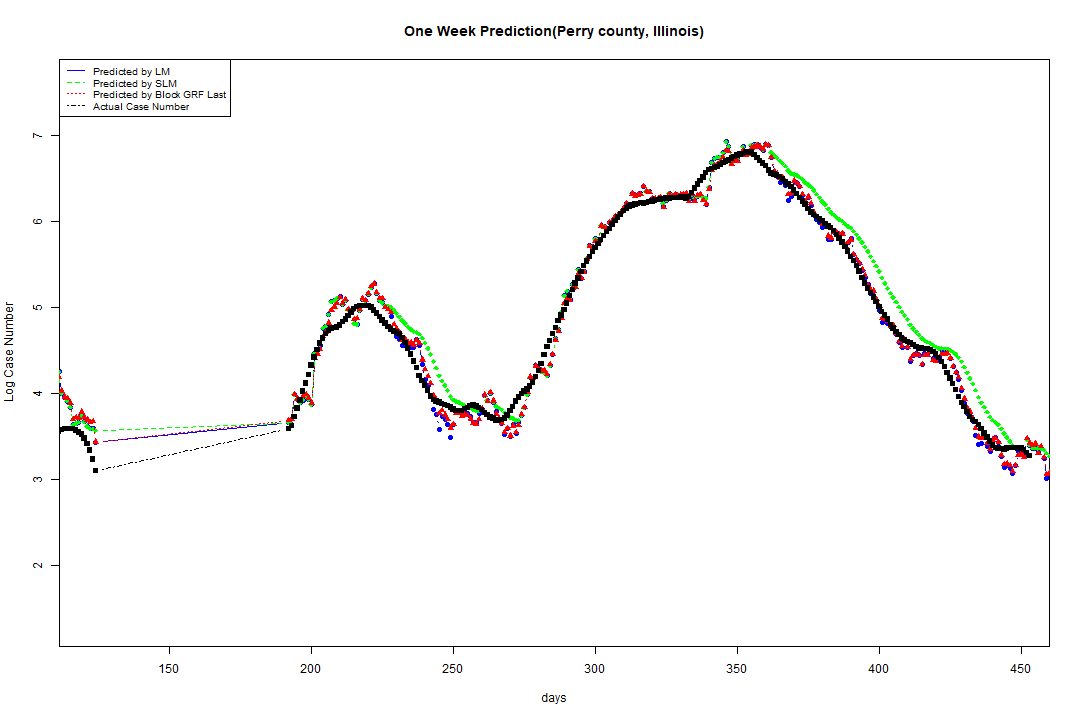 One Week Prediction(Perry county, Illinois)
Predicted by LM
Predicted by SLM
Predicted by Block GRF Last
Actual Case Number
7
6
5
4
3
2
Log Case Number
150 200 250 300 350 400 450
days